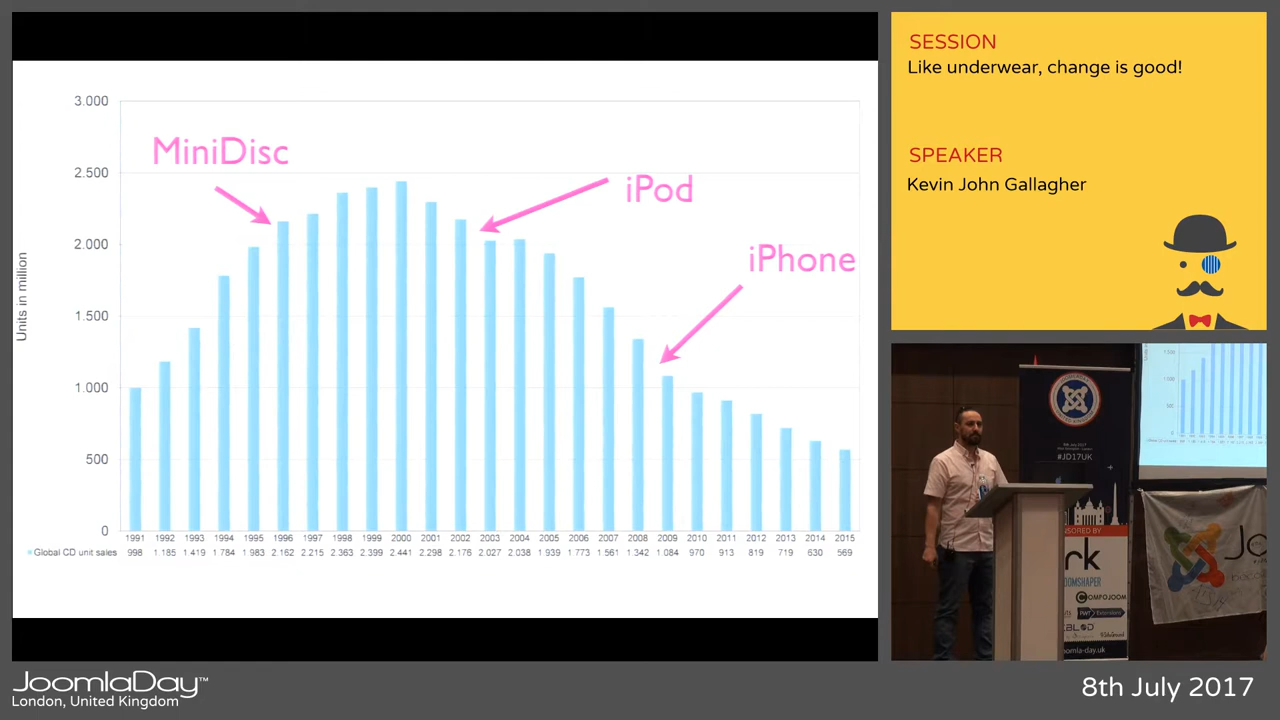 3.000
2.500
2.000
1.500
1.000
500
0
Units in million
MiniDisc
iPod
iPhone
1991 1992 1993 1994 1995 1996 1997 1998 1999 2000 2001 2002 2003 2004 2005 2006 2007 2008 2009 2010 2011 2012 2013 2014 2015
Global CD unit sales 998 1.185 1.419 1.784 1.983 2.162 2.215 2.363 2.399 2.441 2.298 2.176 2.027 2.038 1 939 1.773 1.561 1 342 1 084 970 913 819 719 630 569
SESSION
Like underwear, change is good!
SPEAKER
Kevin John Gallagher
#JD17UK
COMPOJOOM
JoomlaDay™
London, United Kingdom
8th July 2017